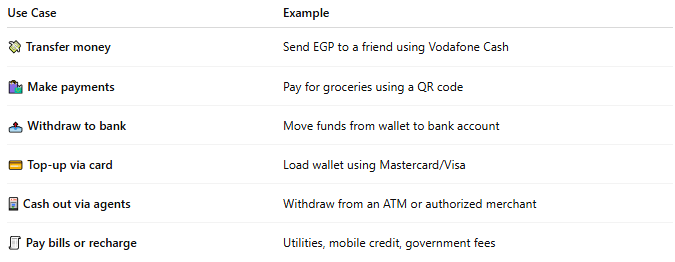 Use Case Example
Transfer money Send EGP to a friend using Vodafone Cash
Make payments Pay for groceries using a QR code
Withdraw to bank Move funds from wallet to bank account
Top-up via card Load wallet using Mastercard/Visa
Cash out via agents Withdraw from an ATM or authorized merchant
Pay bills or recharge Utilities, mobile credit, government fees